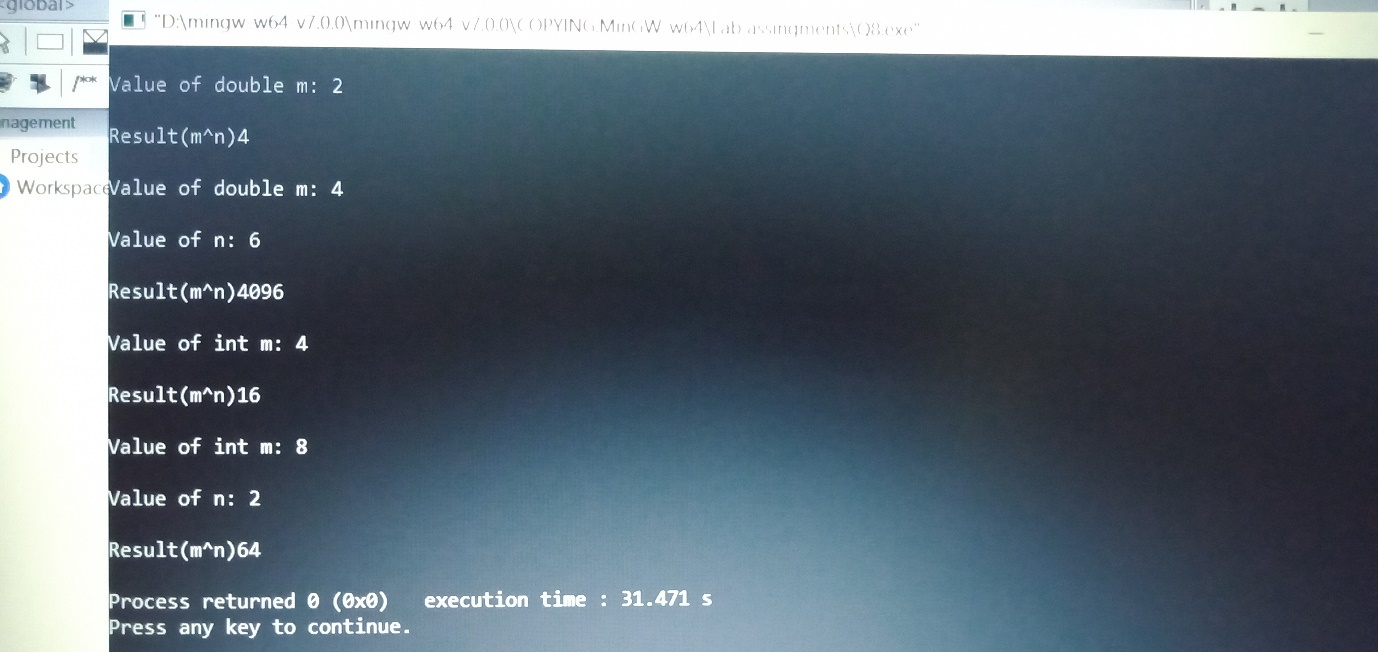 <global>
"D:\mingw-w64-v7.0.0\mingw-w64-v7.0.0\COPYING.MinGW-w64\Lab assingments\Q8.exe"
/**
nagement
Projects
Workspace
Value of double m: 2
Result(m^n)4
Value of double m: 4
Value of n: 6
Result(m^n)4096
Value of int m: 4
Result(m^n)16
Value of int m: 8
Value of n: 2
Result(m^n)64
Process returned 0 (0x0)   execution time : 31.471 s
Press any key to continue.